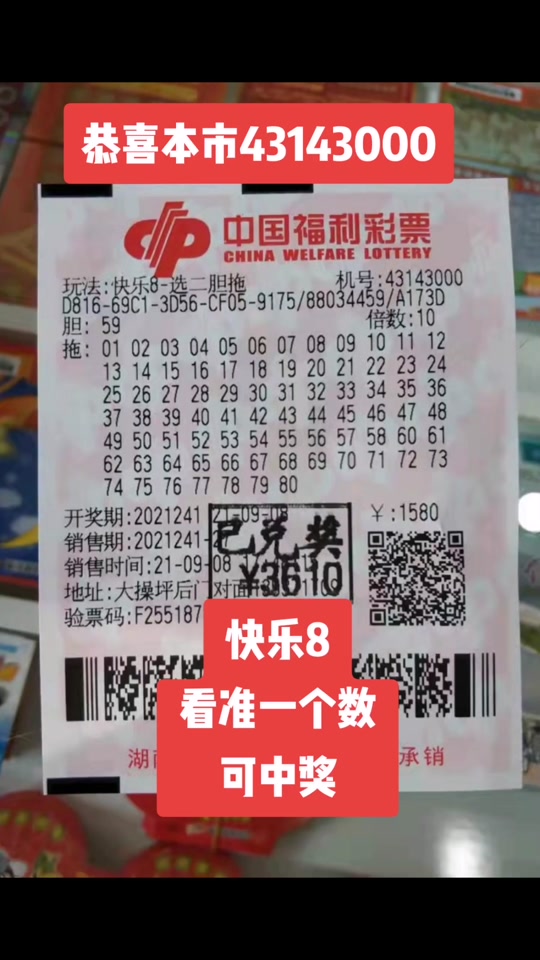 恭喜本市43143000
中国福利彩票
CHINA WELFARE LOTTERY
玩法:快乐8-选二胆拖 机号:43143000
D816-69C1-3D56-CF05-9175/88034459/A173D
胆: 59 倍数:10
拖: 01 02 03 04 05 06 07 08 09 10 11 12
13 14 15 16 17 18 19 20 21 22 23 24
25 26 27 28 29 30 31 32 33 34 35 36
37 38 39 40 41 42 43 44 45 46 47 48
49 50 51 52 53 54 55 56 57 58 60 61
62 63 64 65 66 67 68 69 70 71 72 73
74 75 76 77 78 79 80
开奖期:2021241 21-09-08 ¥:1580
销售期:2021241
已兑奖
销售时间:21-09-08
¥3610
地址:大操坪后门对面
验票码:F255187
快乐8
看准一个数
可中奖
湖 承销